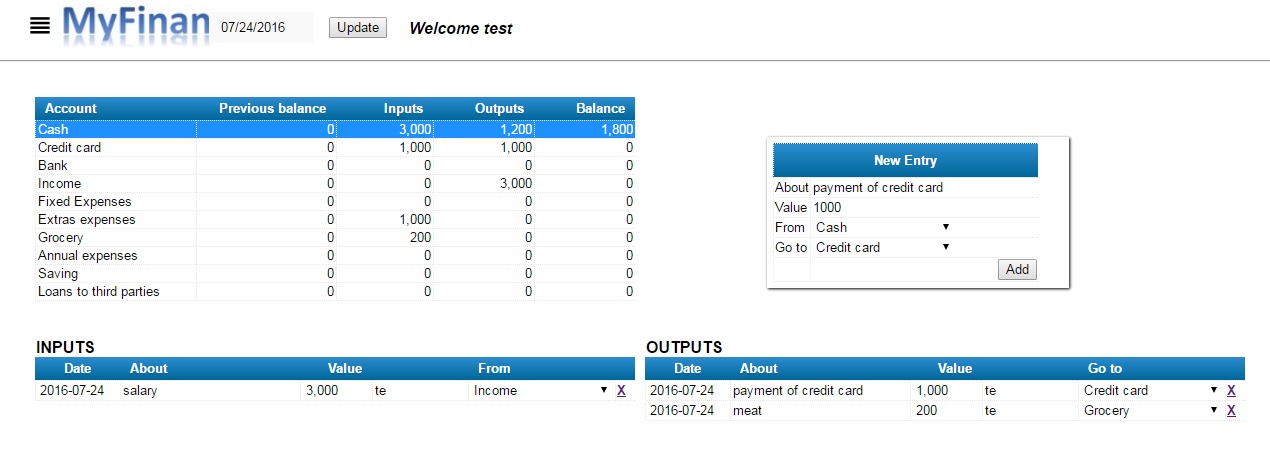 MyFinan 07/24/2016 Update Welcome test
Account Previous balance Inputs Outputs Balance
Cash 0 3,000 1,200 1,800
Credit card 0 1,000 1,000 0
Bank 0 0 0 0
Income 0 0 3,000 0
Fixed Expenses 0 0 0 0
Extras expenses 0 1,000 0 0
Grocery 0 200 0 0
Annual expenses 0 0 0 0
Saving 0 0 0 0
Loans to third parties 0 0 0 0
New Entry
About payment of credit card
Value 1000
From Cash
Go to Credit card
Add
INPUTS
Date About Value From
2016-07-24 salary 3,000 te Income X
OUTPUTS
Date About Value Go to
2016-07-24 payment of credit card 1,000 te Credit card X
2016-07-24 meat 200 te Grocery X